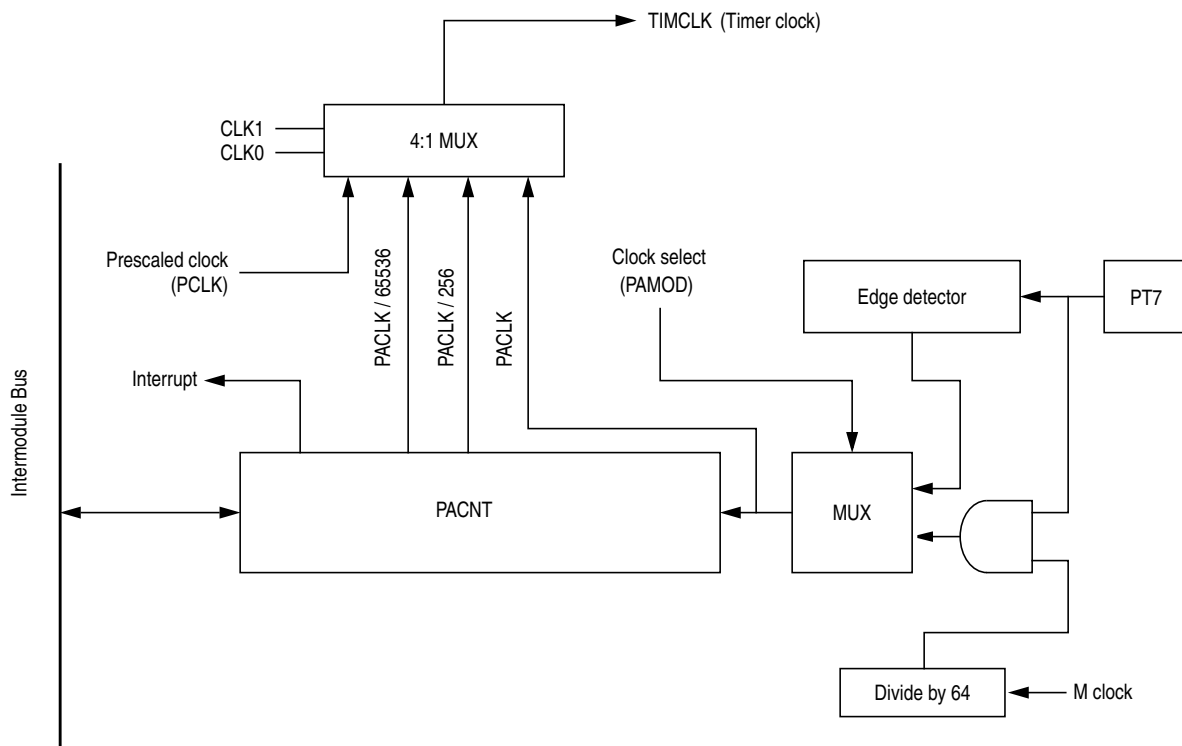 TIMCLK (Timer clock)
CLK1
CLK0
4:1 MUX
Prescaled clock
(PCLK)
PACLK / 65536
PACLK / 256
PACLK
Clock select
(PAMOD)
Edge detector
PT7
Interrupt
Intermodule Bus
PACNT
MUX
Divide by 64
M clock